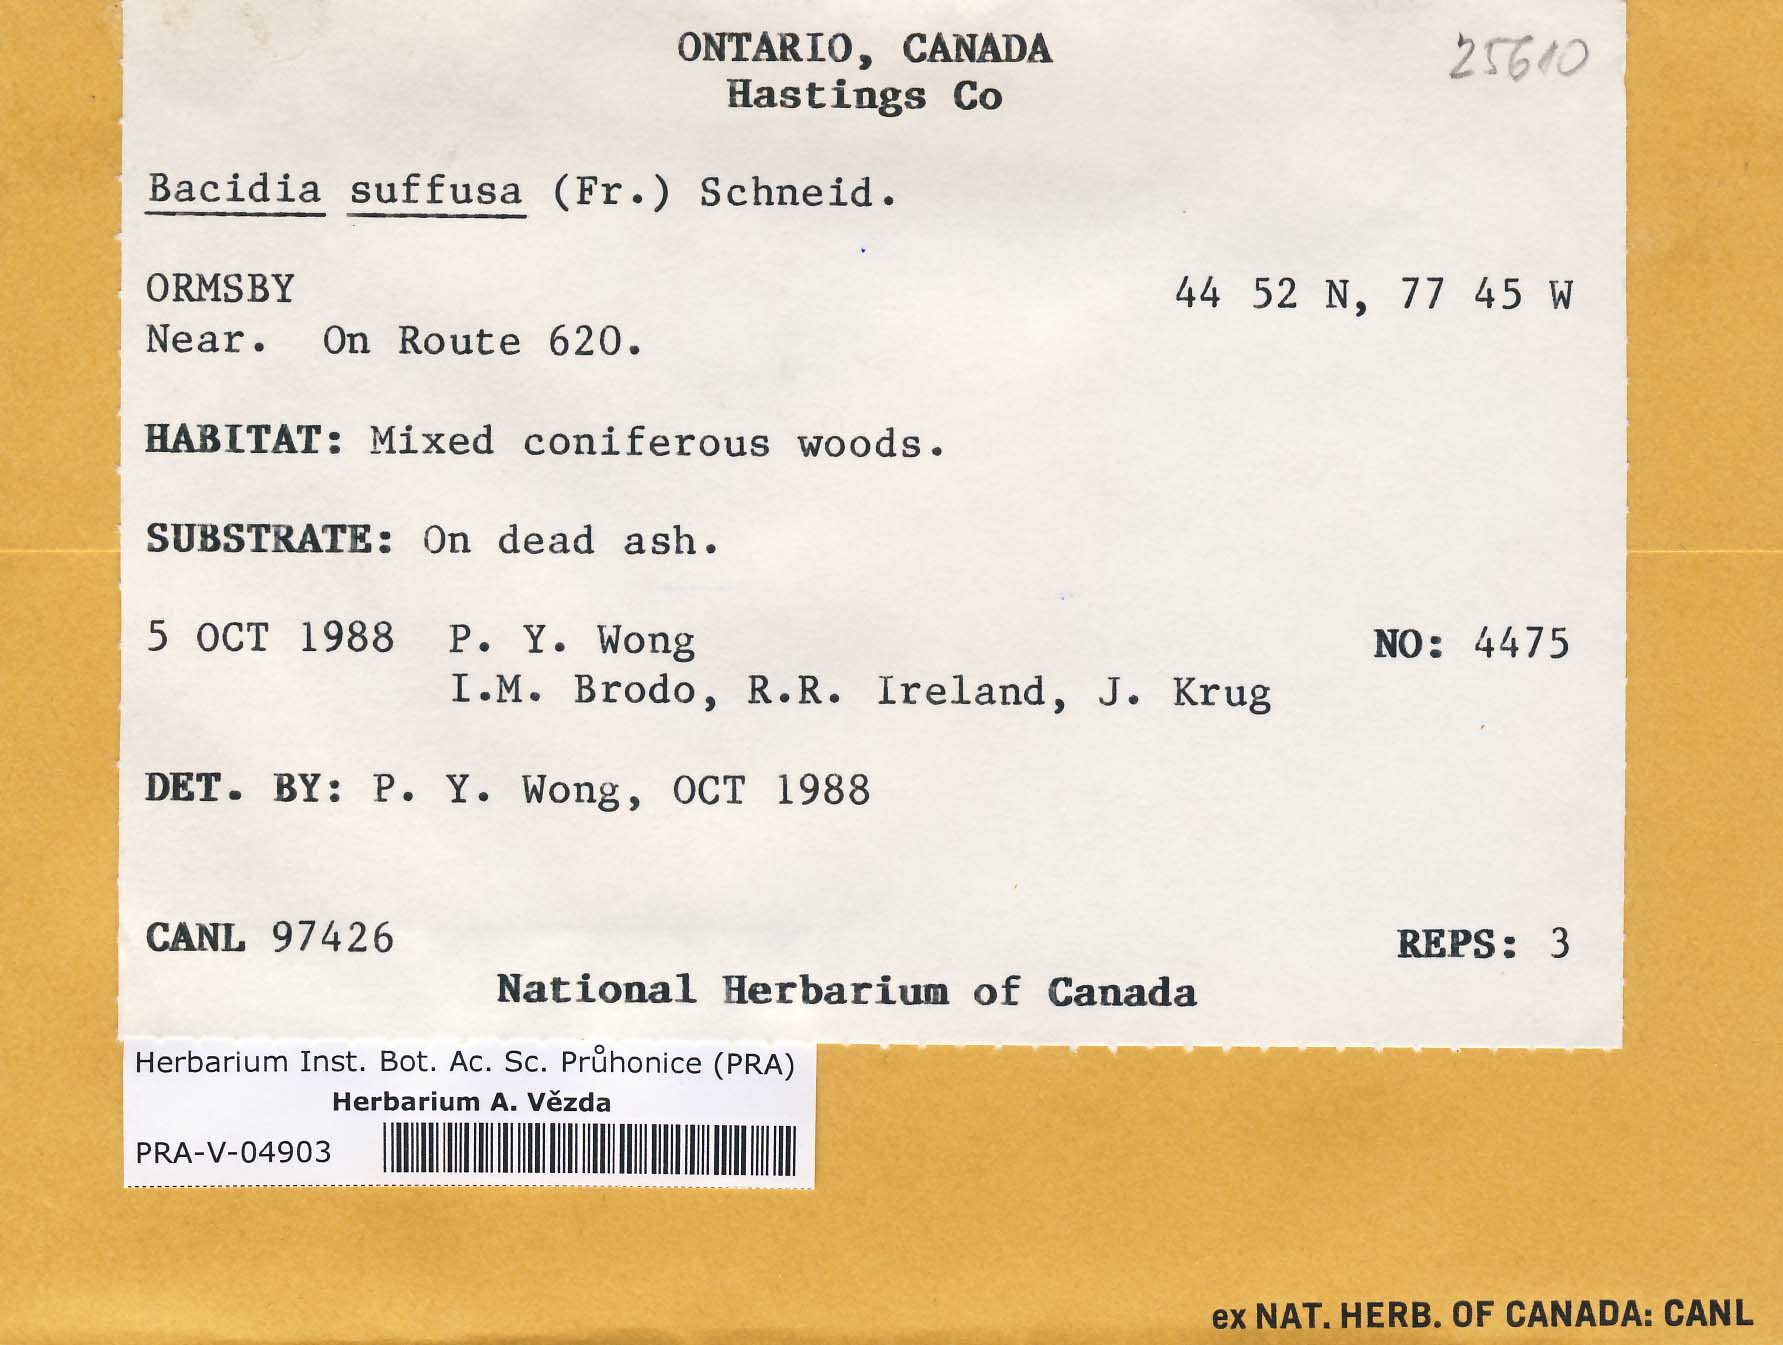 ONTARIO, CANADA
25610
Hastings Co
Bacidia suffusa (Fr.) Schneid.
ORMSBY 44 52 N, 77 45 W
Near. On Route 620.
HABITAT: Mixed coniferous woods.
SUBSTRATE: On dead ash.
5 OCT 1988 P. Y. Wong NO: 4475
I.M. Brodo, R.R. Ireland, J. Krug
DET. BY: P. Y. Wong, OCT 1988
CANL 97426 REPS: 3
National Herbarium of Canada
Herbarium Inst. Bot. Ac. Sc. Průhonice (PRA)
Herbarium A. Vězda
PRA-V-04903
ex NAT. HERB. OF CANADA: CANL